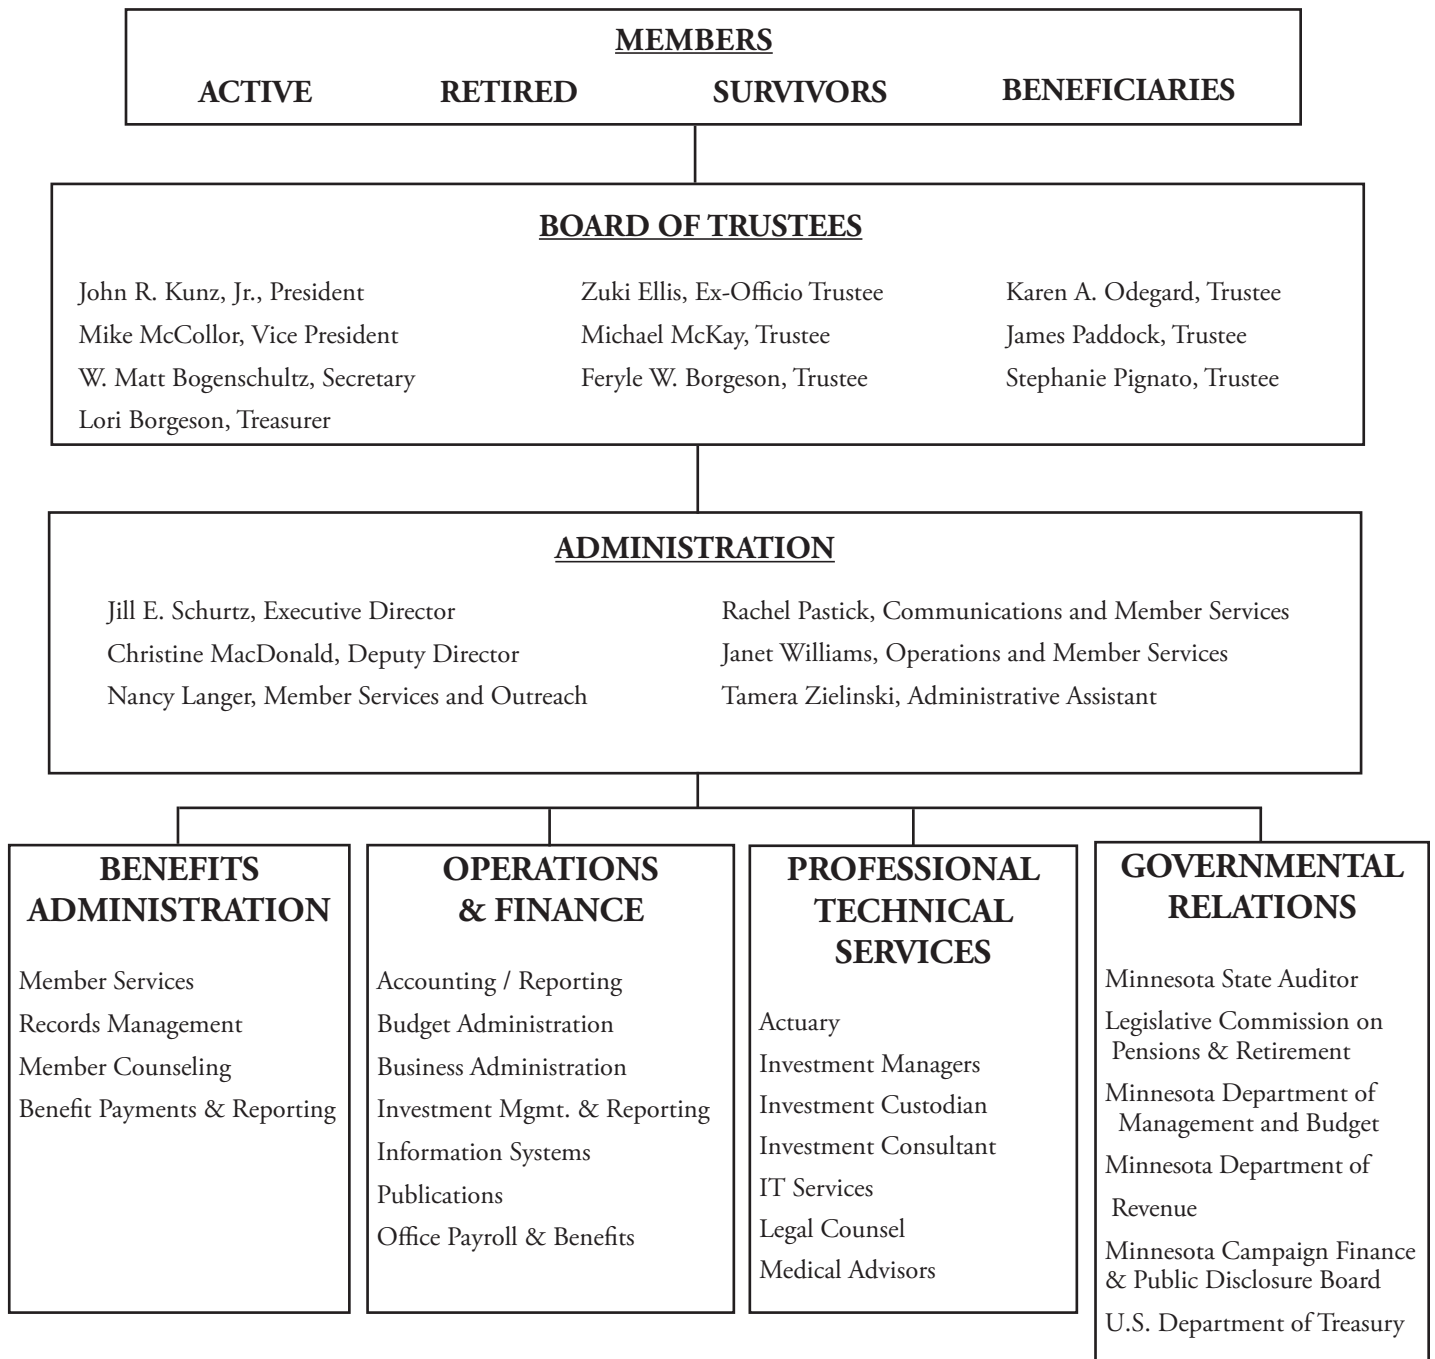 MEMBERS
ACTIVE RETIRED SURVIVORS BENEFICIARIES
BOARD OF TRUSTEES
John R. Kunz, Jr., President
Mike McCollor, Vice President
W. Matt Bogenschultz, Secretary
Lori Borgeson, Treasurer
Zuki Ellis, Ex-Officio Trustee
Michael McKay, Trustee
Feryle W. Borgeson, Trustee
Karen A. Odegard, Trustee
James Paddock, Trustee
Stephanie Pignato, Trustee
ADMINISTRATION
Jill E. Schurtz, Executive Director
Christine MacDonald, Deputy Director
Nancy Langer, Member Services and Outreach
Rachel Pastick, Communications and Member Services
Janet Williams, Operations and Member Services
Tamera Zielinski, Administrative Assistant
BENEFITS
ADMINISTRATION
Member Services
Records Management
Member Counseling
Benefit Payments & Reporting
OPERATIONS
& FINANCE
Accounting / Reporting
Budget Administration
Business Administration
Investment Mgmt. & Reporting
Information Systems
Publications
Office Payroll & Benefits
PROFESSIONAL
TECHNICAL
SERVICES
Actuary
Investment Managers
Investment Custodian
Investment Consultant
IT Services
Legal Counsel
Medical Advisors
GOVERNMENTAL
RELATIONS
Minnesota State Auditor
Legislative Commission on
Pensions & Retirement
Minnesota Department of
Management and Budget
Minnesota Department of
Revenue
Minnesota Campaign Finance
& Public Disclosure Board
U.S. Department of Treasury